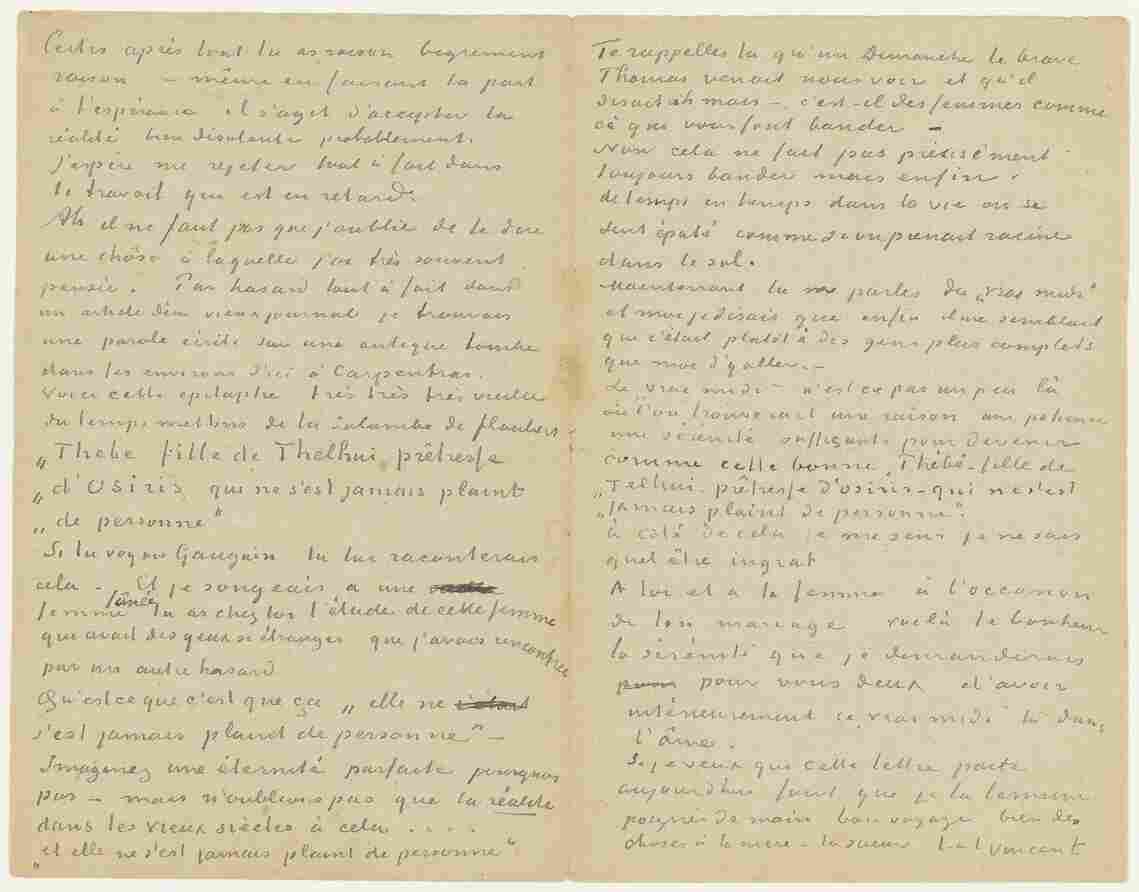 Certes après tout tu as raison bougrement
raison – même en faisant la part
à l'espérance il s'agit d'accepter la
réalité bien désolante probablement.
J'espère me rejeter tout à fait dans
le travail qui est en retard.
Ah il ne faut pas que j'oublie de te dire
une chôse à laquelle j'ai très souvent
pensée. Par hasard tout à fait dans
un article d'un vieux journal je trouvais
une parole écrite sur une antique tombe
dans les environs d'ici à Carpentras.
Voici cette epitaphe très très très vieille
du temps mettons de la Salambo de flaubert.
„Thebe fille de Thelhui, prêtresse
„d'Osiris, qui ne s'est jamais plaint
„de personne"
Si tu voyais Gauguin tu lui raconterais
cela – Et je songeais à une
femme fânée tu as chez toi l'étude de cette femme
qui avait des yeux si étranges que j'avais rencontrée
par un autre hasard
Qu'est ce que c'est que ça „elle ne
s'est jamais plaint de personne" –
Imaginez une éternité parfaite pourquoi
pas – mais n'oublions pas que la réalité
dans les vieux siècles a cela . . . .
„et elle ne s'est jamais plaint de personne"
Te rappelles tu qu'un Dimanche le brave
Thomas venait nous voir et qu'il
disait ah mais – c'est-il des femmes comme
cà qui vous font bander –
Non cela ne fait pas précisément
toujours bander mais enfin.
de temps en temps dans la vie on se
sent épaté comme si on prenait racine
dans le sol.
Maintenant tu me parles du „vrai midi"
et moi je disais que enfin il me semblait
que c'était plutôt à des gens plus complets
que moi d'y aller. –
Le „vrai midi" n'est ce pas un peu là
où l'on trouverait une raison une patience
une sérénité suffisante pour devenir
comme cette bonne „Thébé – fille de
„Telhui. prêtresse d'Osiris – qui ne s'est
„jamais plaint de personne".
à coté de cela je me sens je ne sais
quel être ingrat
A toi et à ta femme à l'occasion
de ton mariage voilà le bonheur
la sérénité que je demanderais
pour vous deux d'avoir
intérieurement ce vrai midi là dans
l'âme.
Si je veux que cette lettre parte
aujourd'hui faut que je la termine
poignée de main bon voyage bien des
choses à la mère & la soeur t. à t. Vincent